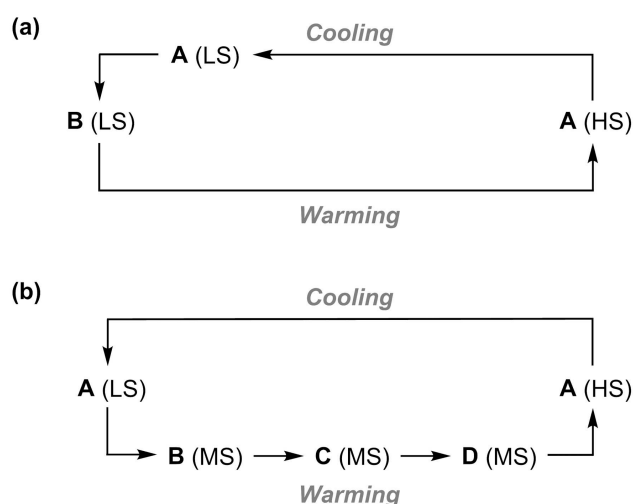 (a)
Cooling
A (LS)
B (LS)
A (HS)
Warming
(b)
Cooling
A (LS)
A (HS)
B (MS)
C (MS)
D (MS)
Warming